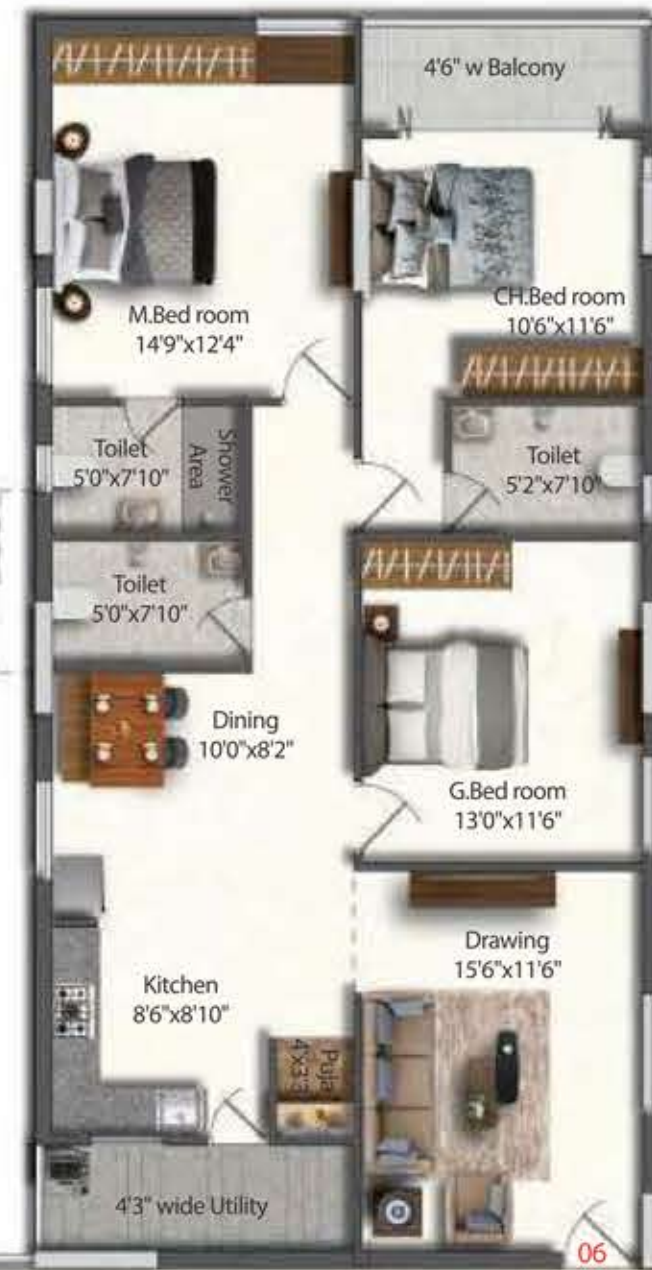 4'6" w Balcony
M.Bed room
14'9"x12'4"
CH.Bed room
10'6"x11'6"
Toilet
5'0"x7'10"
Shower
Area
Toilet
5'2"x7'10"
Toilet
5'0"x7'10"
Dining
10'0"x8'2"
G.Bed room
13'0"x11'6"
Drawing
15'6"x11'6"
Kitchen
8'6"x8'10"
Puja
4'x3'3
4'3" wide Utility
06